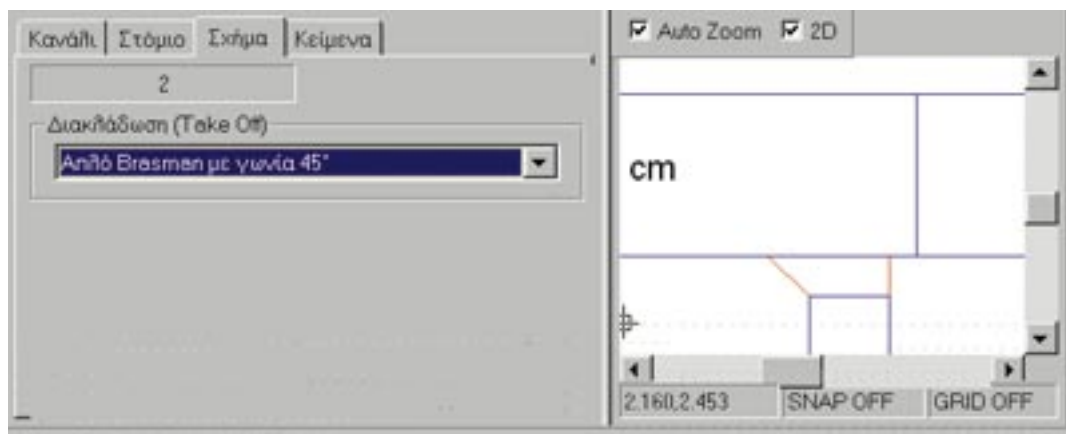 Κανάλι Στόμιο Σχήμα Κείμενα
2
Διακλάδωση (Take Off)
Απλό Brasman με γωνία 45°
Auto Zoom 2D
cm
2.160,2.453 SNAP OFF GRID OFF